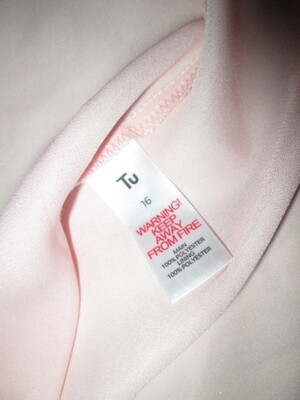 Tu
16
WARNING!
KEEP
AWAY
FROM FIRE
MAIN
100% POLYESTER
LINING
100% POLYESTER